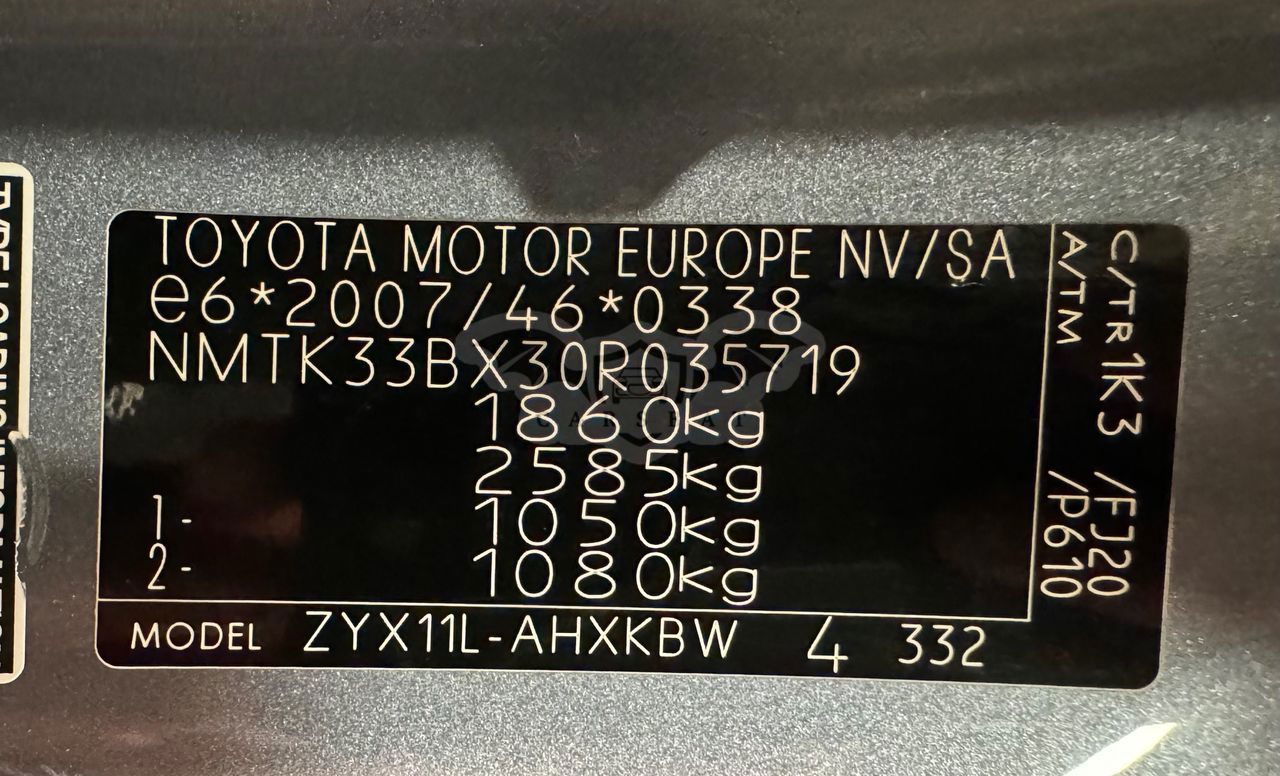 TOYOTA MOTOR EUROPE NV/SA
e6*2007/46*0338
NMTK33BX30R035719
1860kg
2585kg
1- 1050kg
2- 1080kg
MODEL ZYX11L-AHXKBW 4 332
C/TR 1K3 /FJ20
A/TM /P610
CARSBAT